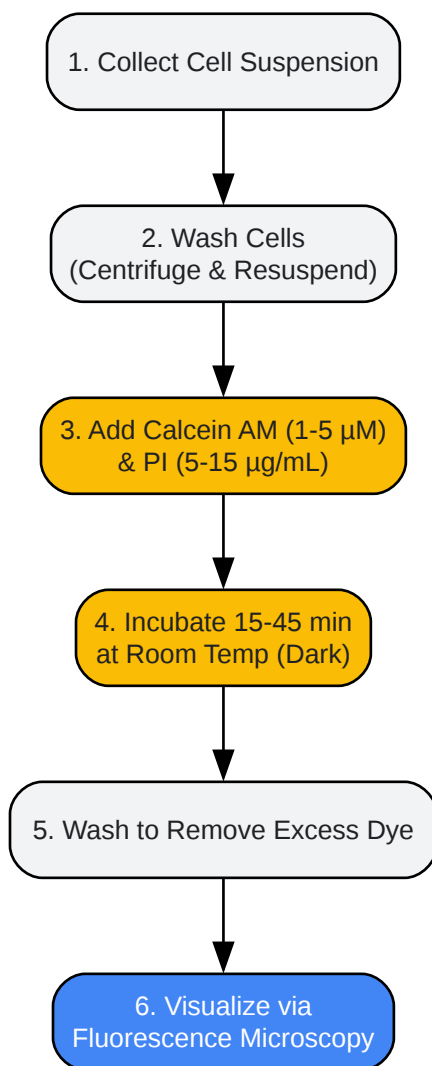 1. Collect Cell Suspension
2. Wash Cells
(Centrifuge & Resuspend)
3. Add Calcein AM (1-5 µM)
& PI (5-15 µg/mL)
4. Incubate 15-45 min
at Room Temp (Dark)
5. Wash to Remove Excess Dye
6. Visualize via
Fluorescence Microscopy